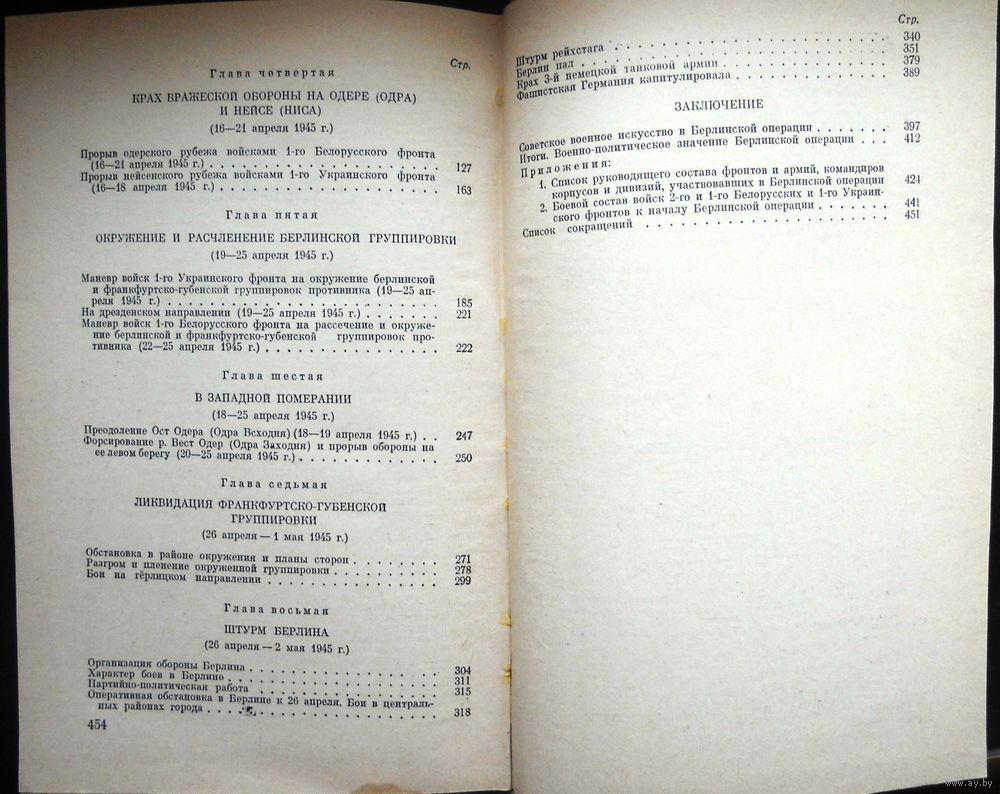 Стр.
Глава четвертая
КРАХ ВРАЖЕСКОЙ ОБОРОНЫ НА ОДЕРЕ (ОДРА)
И НЕЙСЕ (НИСА)
(16—21 апреля 1945 г.)
Прорыв одерского рубежа войсками 1-го Белорусского фронта
(16—21 апреля 1945 г.) . . . . . . . . . . . . . . . . . . 127
Прорыв нейсенского рубежа войсками 1-го Украинского фронта
(16—18 апреля 1945 г.) . . . . . . . . . . . . . . . . . . 163
Глава пятая
ОКРУЖЕНИЕ И РАСЧЛЕНЕНИЕ БЕРЛИНСКОЙ ГРУППИРОВКИ
(19—25 апреля 1945 г.)
Маневр войск 1-го Украинского фронта на окружение берлинской
и франкфуртско-губенской группировок противника (19—25 ап-
реля 1945 г.) . . . . . . . . . . . . . . . . . . . . . . 185
На дрезденском направлении (19—25 апреля 1945 г.) . . . . . . . 221
Маневр войск 1-го Белорусского фронта на рассечение и окруже-
ние берлинской и франкфуртско-губенской группировок про-
тивника (22—25 апреля 1945 г.) . . . . . . . . . . . . . . 222
Глава шестая
В ЗАПАДНОЙ ПОМЕРАНИИ
(18—25 апреля 1945 г.)
Преодоление Ост Одера (Одра Всходня) (18—19 апреля 1945 г.) . . 247
Форсирование р. Вест Одер (Одра Заходня) и прорыв обороны на
ее левом берегу (20—25 апреля 1945 г.) . . . . . . . . . . . 250
Глава седьмая
ЛИКВИДАЦИЯ ФРАНКФУРТСКО-ГУБЕНСКОЙ
ГРУППИРОВКИ
(26 апреля — 1 мая 1945 г.)
Обстановка в районе окружения и планы сторон . . . . . . . . 271
Разгром и пленение окруженной группировки . . . . . . . . . . 278
Бои на гёрлицком направлении . . . . . . . . . . . . . . . . 299
Глава восьмая
ШТУРМ БЕРЛИНА
(26 апреля — 2 мая 1945 г.)
Организация обороны Берлина . . . . . . . . . . . . . . . . . 304
Характер боев в Берлине . . . . . . . . . . . . . . . . . . . 311
Партийно-политическая работа . . . . . . . . . . . . . . . . 315
Оперативная обстановка в Берлине к 26 апреля. Бои в централь-
ных районах города . . . . . . . . . . . . . . . . . . . . 318
454
Стр.
Штурм рейхстага . . . . . . . . . . . . . . . . . . . . . . 340
Берлин пал . . . . . . . . . . . . . . . . . . . . . . . . . 351
Крах 3-й немецкой танковой армии . . . . . . . . . . . . . . 379
Фашистская Германия капитулировала . . . . . . . . . . . . . 389
ЗАКЛЮЧЕНИЕ
Советское военное искусство в Берлинской операции . . . . . . . 397
Итоги. Военно-политическое значение Берлинской операции . . . 412
Приложения:
1. Список руководящего состава фронтов и армий, командиров
корпусов и дивизий, участвовавших в Берлинской операции 424
2. Боевой состав войск 2-го и 1-го Белорусских и 1-го Украин-
ского фронтов к началу Берлинской операции . . . . . . . 441
Список сокращений . . . . . . . . . . . . . . . . . . . . . 451
www.ay.by